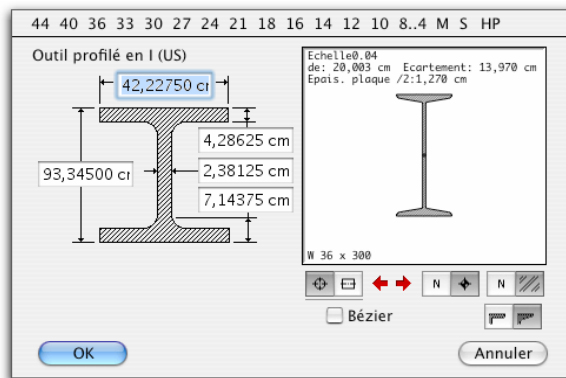 44 40 36 33 30 27 24 21 18 16 14 12 10 8..4 M S HP
Outil profilé en I (US)
42,22750 cr
4,28625 cm
93,34500 cr
2,38125 cm
7,14375 cm
Echelle0.04
de: 20,003 cm Ecartement: 13,970 cm
Epais. plaque /2:1,270 cm
W 36 x 300
N N
Bézier
OK
Annuler